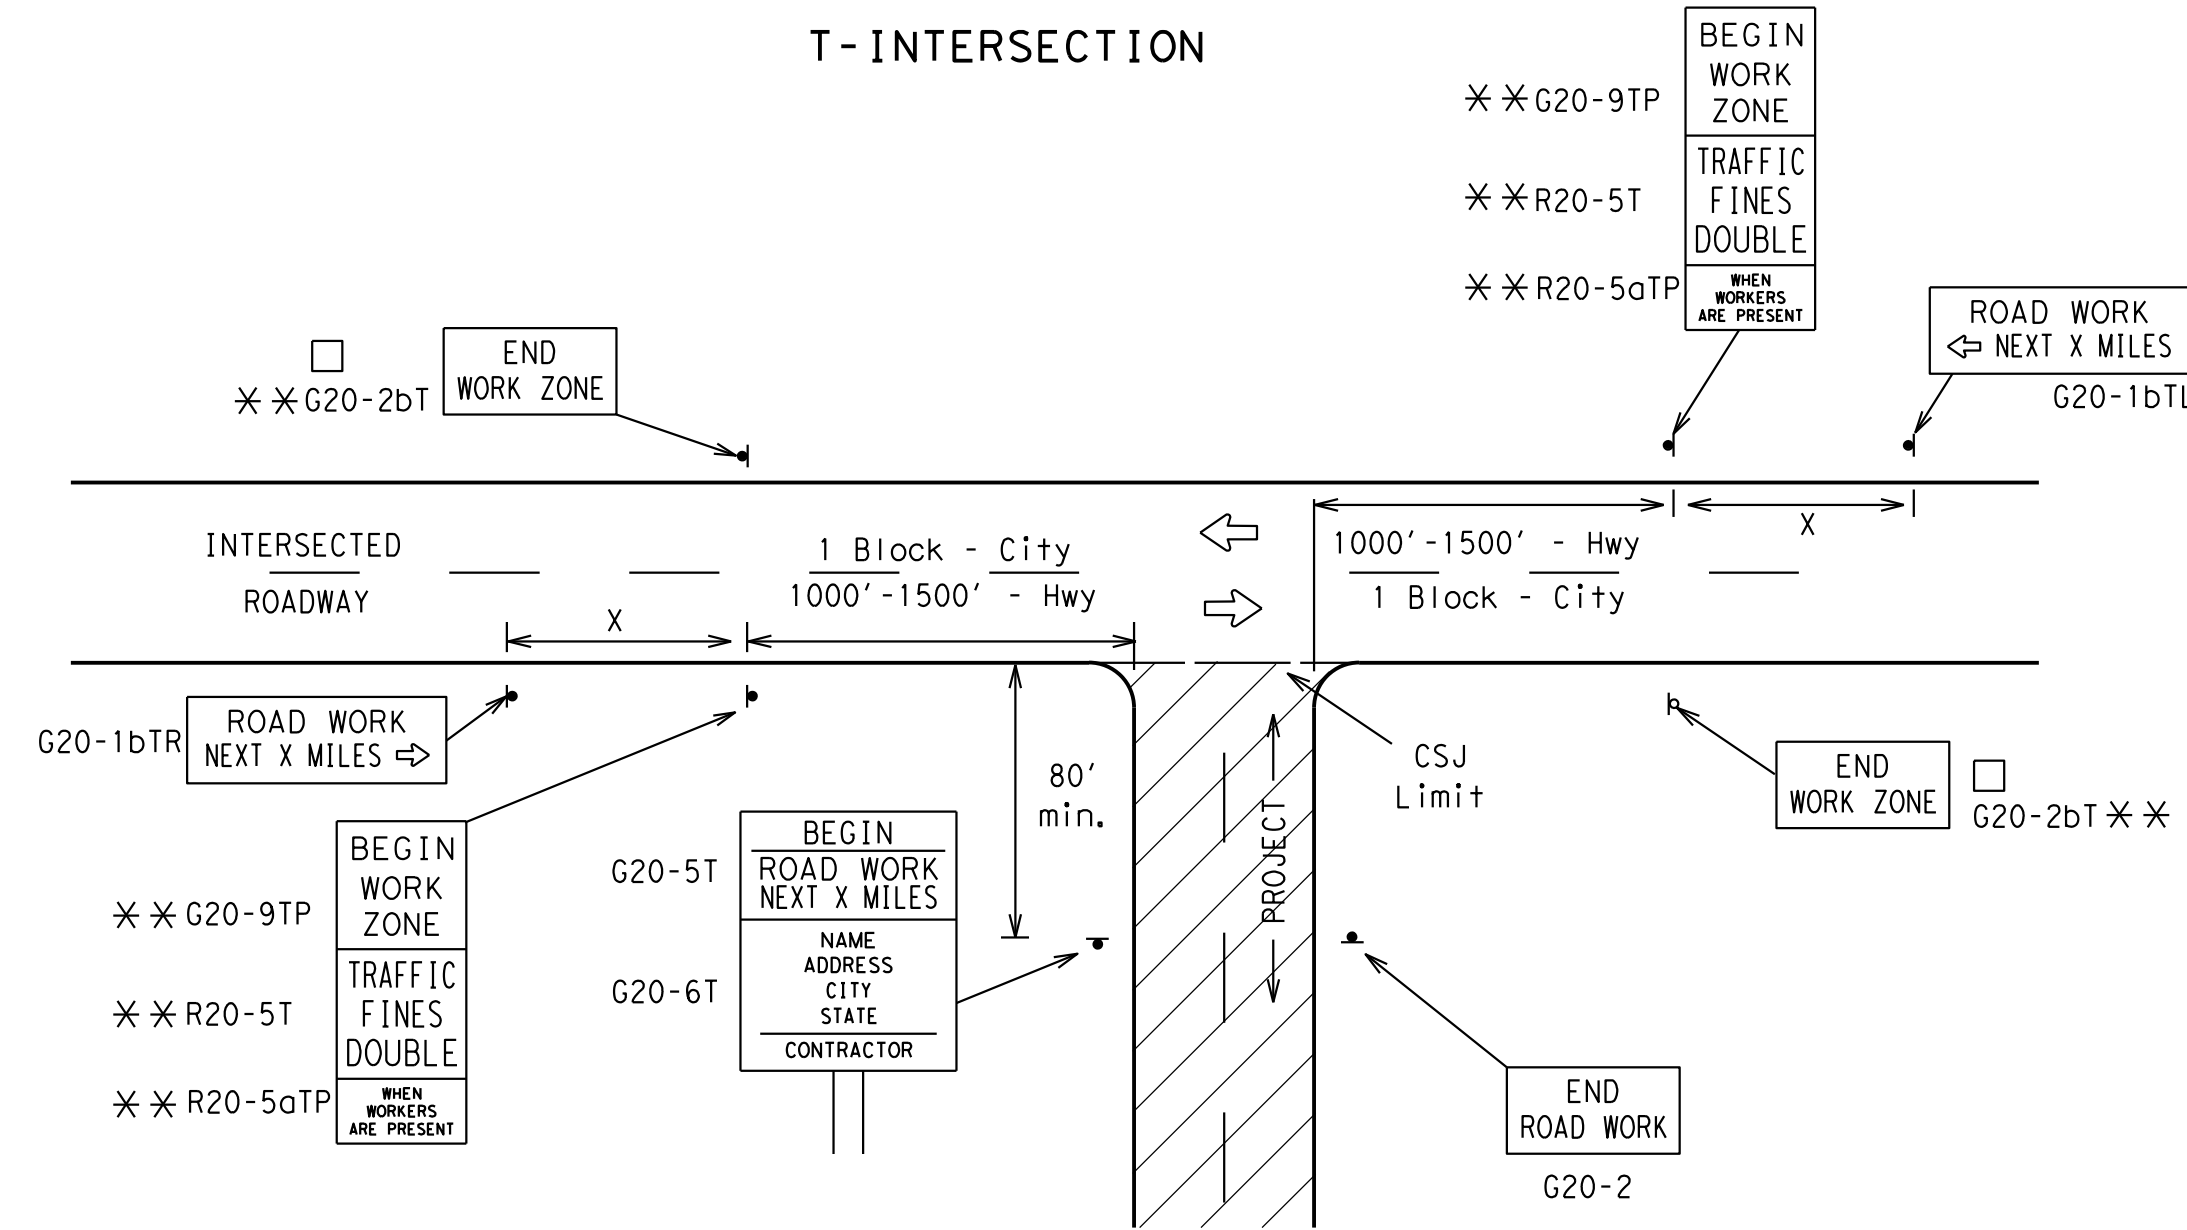 T-INTERSECTION
BEGIN
WORK
ZONE
** G20-9TP
TRAFFIC
FINES
DOUBLE
** R20-5T
WHEN
WORKERS
ARE PRESENT
** R20-5aTP
ROAD WORK
⇦ NEXT X MILES
G20-1bTL
END
WORK ZONE
□
** G20-2bT
INTERSECTED
ROADWAY
X
1 Block - City
1000' -1500' - Hwy
1000' -1500' - Hwy
1 Block - City
X
G20-1bTR
ROAD WORK
NEXT X MILES ⇨
BEGIN
WORK
ZONE
** G20-9TP
TRAFFIC
FINES
DOUBLE
** R20-5T
WHEN
WORKERS
ARE PRESENT
** R20-5aTP
G20-5T
BEGIN
ROAD WORK
NEXT X MILES
G20-6T
NAME
ADDRESS
CITY
STATE
CONTRACTOR
80'
min.
PROJECT
CSJ
Limit
END
WORK ZONE
□
G20-2bT **
END
ROAD WORK
G20-2